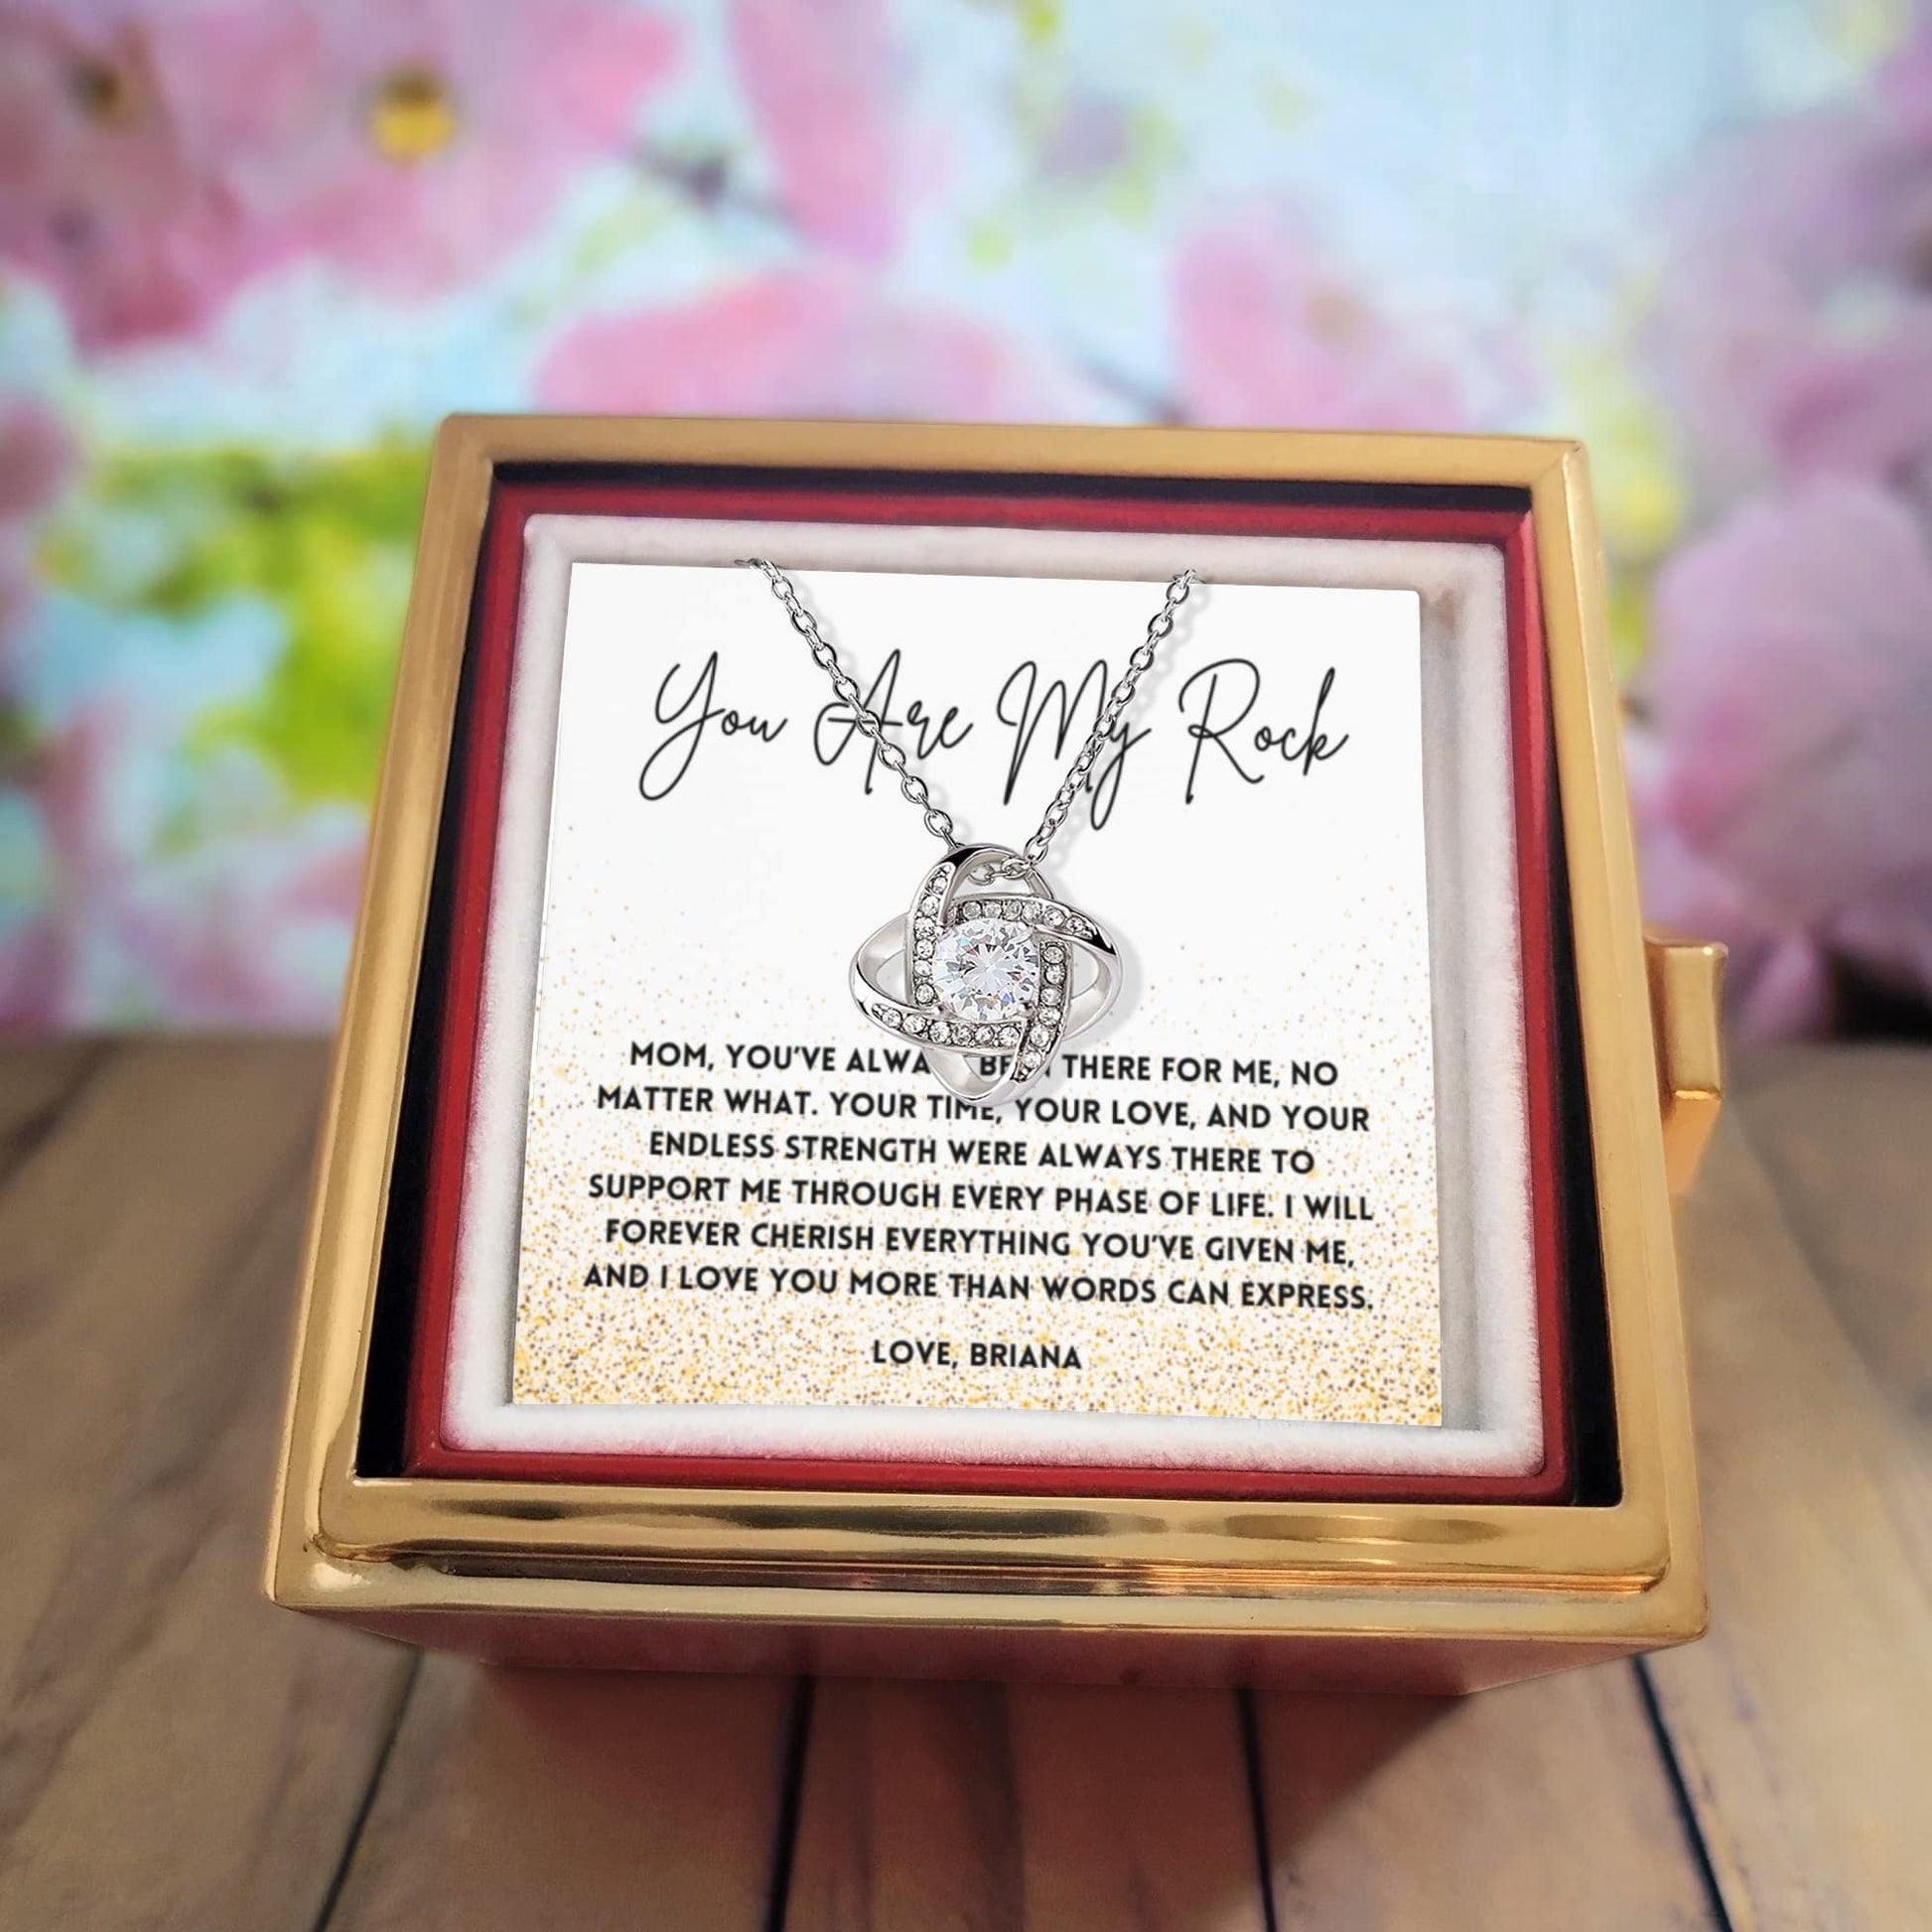 You Are My Rock
MOM, YOU'VE ALWAYS BEEN THERE FOR ME, NO
MATTER WHAT. YOUR TIME, YOUR LOVE, AND YOUR
ENDLESS STRENGTH WERE ALWAYS THERE TO
SUPPORT ME THROUGH EVERY PHASE OF LIFE. I WILL
FOREVER CHERISH EVERYTHING YOU'VE GIVEN ME,
AND I LOVE YOU MORE THAN WORDS CAN EXPRESS.
LOVE, BRIANA